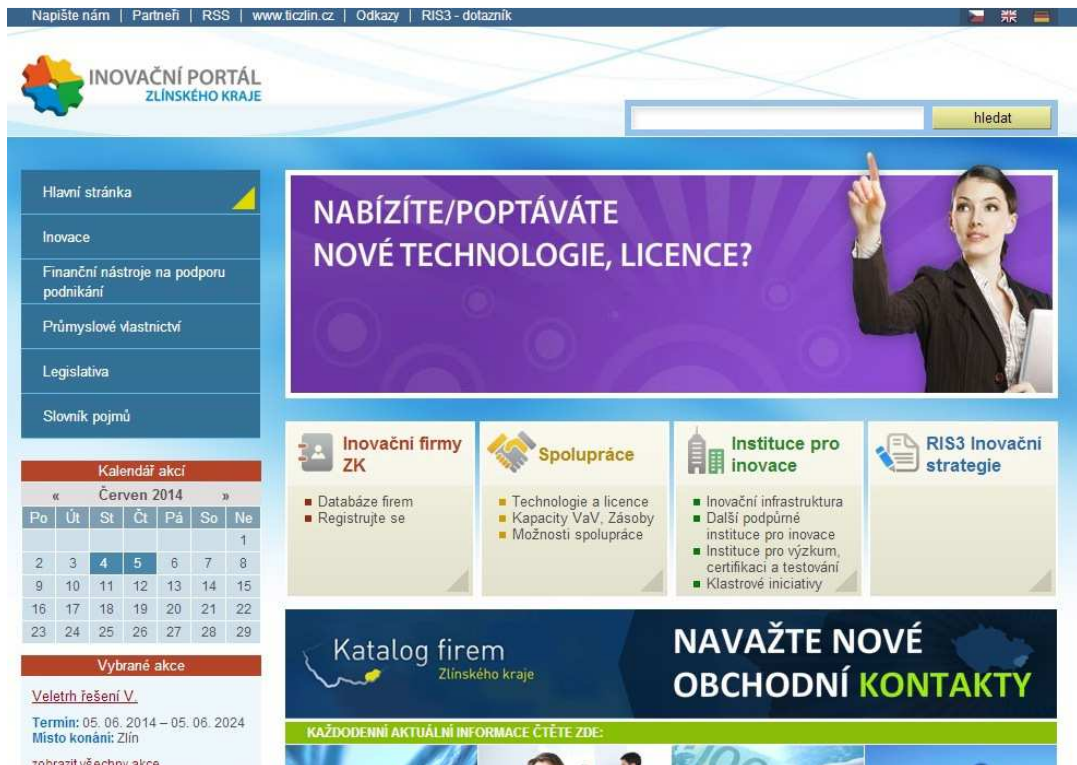 Napište nám | Partneři | RSS | www.ticzlin.cz | Odkazy | RIS3 - dotazník
INOVAČNÍ PORTÁL
ZLÍNSKÉHO KRAJE
hledat
Hlavní stránka
Inovace
Finanční nástroje na podporu
podnikání
Průmyslové vlastnictví
Legislativa
Slovník pojmů
NABÍZÍTE/POPTÁVÁTE
NOVÉ TECHNOLOGIE, LICENCE?
Inovační firmy
ZK
Databáze firem
Registrujte se
Spolupráce
Technologie a licence
Kapacity VaV, Zásoby
Možnosti spolupráce
Instituce pro
inovace
Inovační infrastruktura
Další podpůrné
instituce pro inovace
Instituce pro výzkum,
certifikaci a testování
Klastrové iniciativy
RIS3 Inovační
strategie
Kalendář akcí
« Červen 2014 »
Po Út St Čt Pá So Ne
1
2 3 4 5 6 7 8
9 10 11 12 13 14 15
16 17 18 19 20 21 22
23 24 25 26 27 28 29
Vybrané akce
Veletrh řešení V.
Termín: 05. 06. 2014 – 05. 06. 2024
Místo konání: Zlín
zobrazit všechny akce
Katalog firem
Zlínského kraje
NAVAŽTE NOVÉ
OBCHODNÍ KONTAKTY
KAŽDODENNÍ AKTUÁLNÍ INFORMACE ČTĚTE ZDE: